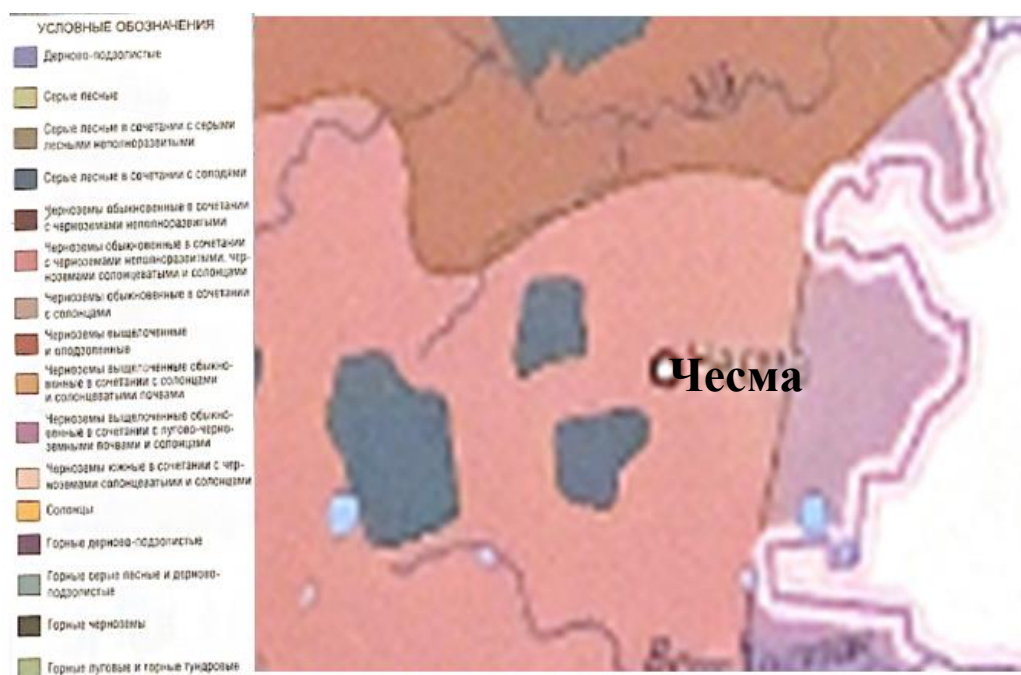 УСЛОВНЫЕ ОБОЗНАЧЕНИЯ
Дерново-подзолистые
Серые лесные
Серые лесные в сочетании с серыми
лесными неполноразвитыми
Серые лесные в сочетании с солодями
Черноземы обыкновенные в сочетании
с черноземами неполноразвитыми
Черноземы обыкновенные в сочетании
с черноземами неполноразвитыми, чер-
ноземами солонцеватыми и солонцами
Черноземы обыкновенные в сочетании
с солонцами
Черноземы выщелоченные
и оподзоленные
Черноземы выщелоченные обыкно-
венные в сочетании с солонцами
и солонцеватыми почвами
Черноземы выщелоченные обыкно-
венные в сочетании с лугово-черно-
земными почвами и солонцами
Черноземы южные в сочетании с чер-
ноземами солонцеватыми и солонцами
Солонцы
Горные дерново-подзолистые
Горные серые лесные и дерново-
подзолистые
Горные черноземы
Горные луговые и горные тундровые
Чесма